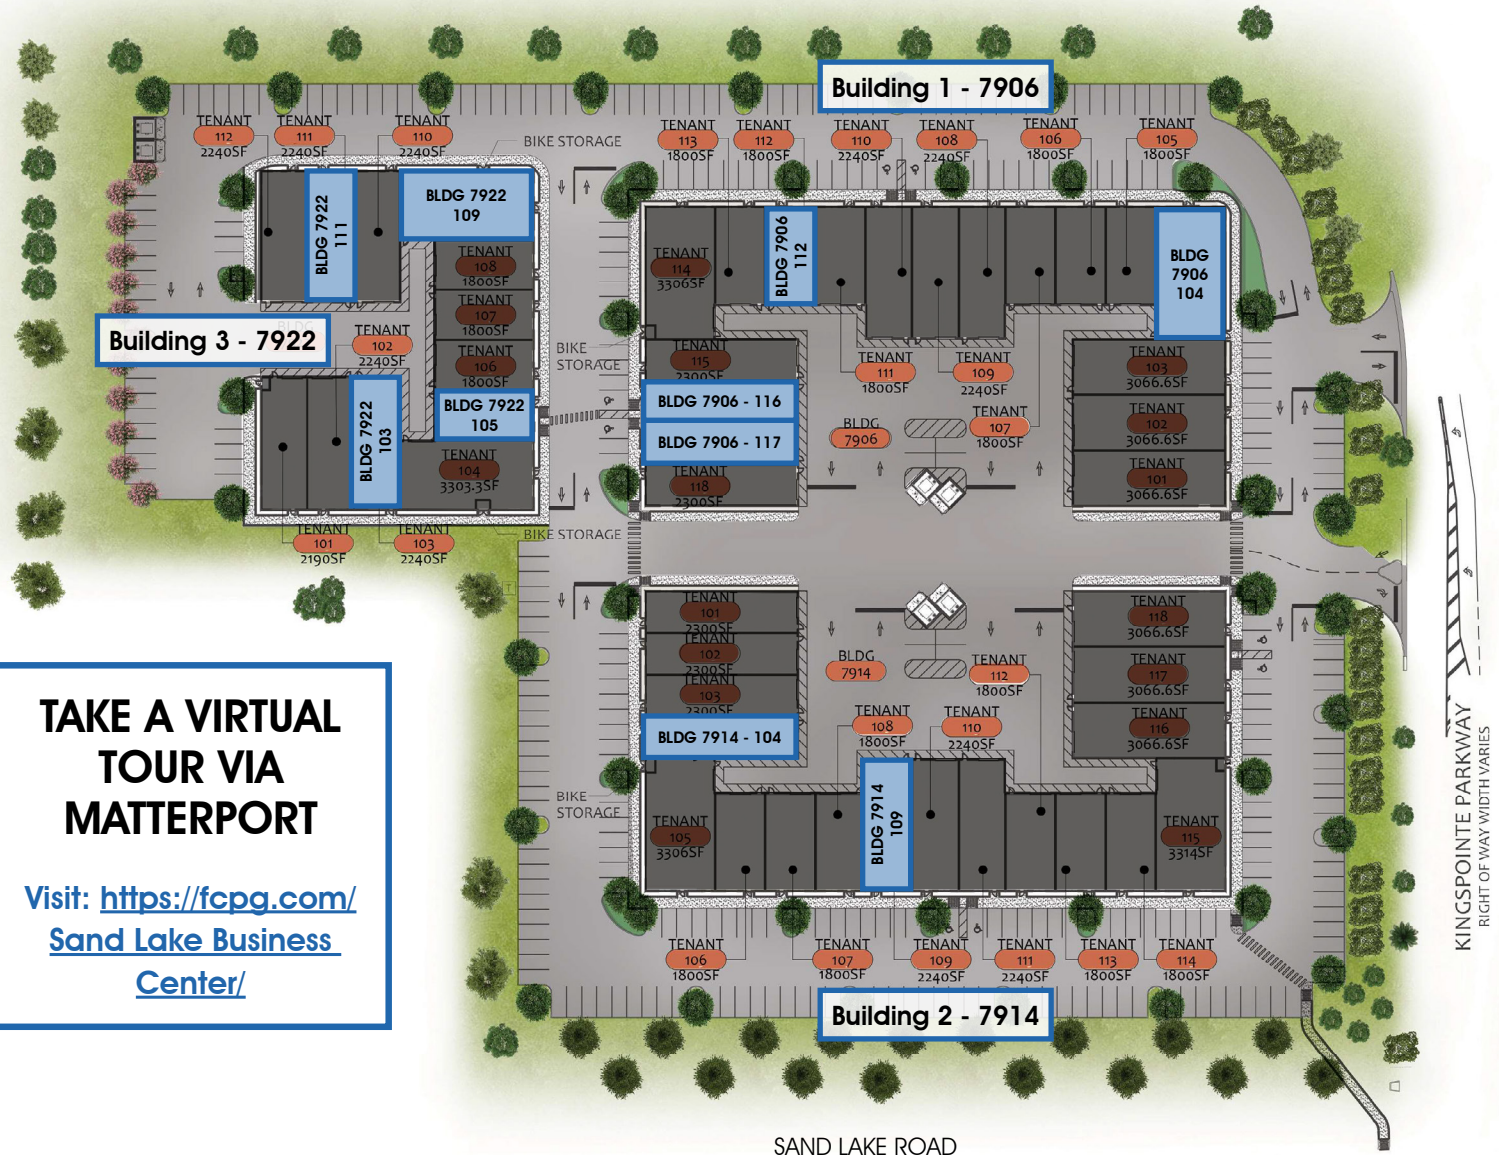 Building 1 - 7906
TENANT
112
2240SF
TENANT
111
2240SF
TENANT
110
2240SF
BIKE STORAGE
TENANT
113
1800SF
TENANT
112
1800SF
TENANT
110
2240SF
TENANT
108
2240SF
TENANT
106
1800SF
TENANT
105
1800SF
BLDG 7922
111
BLDG 7922
109
TENANT
108
1800SF
TENANT
107
1800SF
TENANT
106
1800SF
BLDG 7922
105
Building 3 - 7922
TENANT
102
2240SF
BLDG 7922
103
TENANT
104
3303.3SF
TENANT
101
2190SF
TENANT
103
2240SF
BIKE
STORAGE
BIKE STORAGE
TENANT
114
3306SF
BLDG 7906
112
BLDG
7906
104
TENANT
115
2300SF
BLDG 7906 - 116
BLDG 7906 - 117
TENANT
118
2300SF
TENANT
111
1800SF
TENANT
109
2240SF
TENANT
107
1800SF
BLDG
7906
TENANT
103
3066.6SF
TENANT
102
3066.6SF
TENANT
101
3066.6SF
TENANT
101
2300SF
TENANT
102
2300SF
TENANT
103
2300SF
BLDG 7914 - 104
BLDG
7914
TENANT
112
1800SF
TENANT
108
1800SF
TENANT
110
2240SF
TENANT
118
3066.6SF
TENANT
117
3066.6SF
TENANT
116
3066.6SF
BIKE
STORAGE
TENANT
105
3306SF
BLDG 7914
109
TENANT
115
3314SF
TENANT
106
1800SF
TENANT
107
1800SF
TENANT
109
2240SF
TENANT
111
2240SF
TENANT
113
1800SF
TENANT
114
1800SF
Building 2 - 7914
TAKE A VIRTUAL
TOUR VIA
MATTERPORT
Visit: https://fcpg.com/
Sand Lake Business
Center/
KINGSPOINTE PARKWAY
RIGHT OF WAY WIDTH VARIES
SAND LAKE ROAD